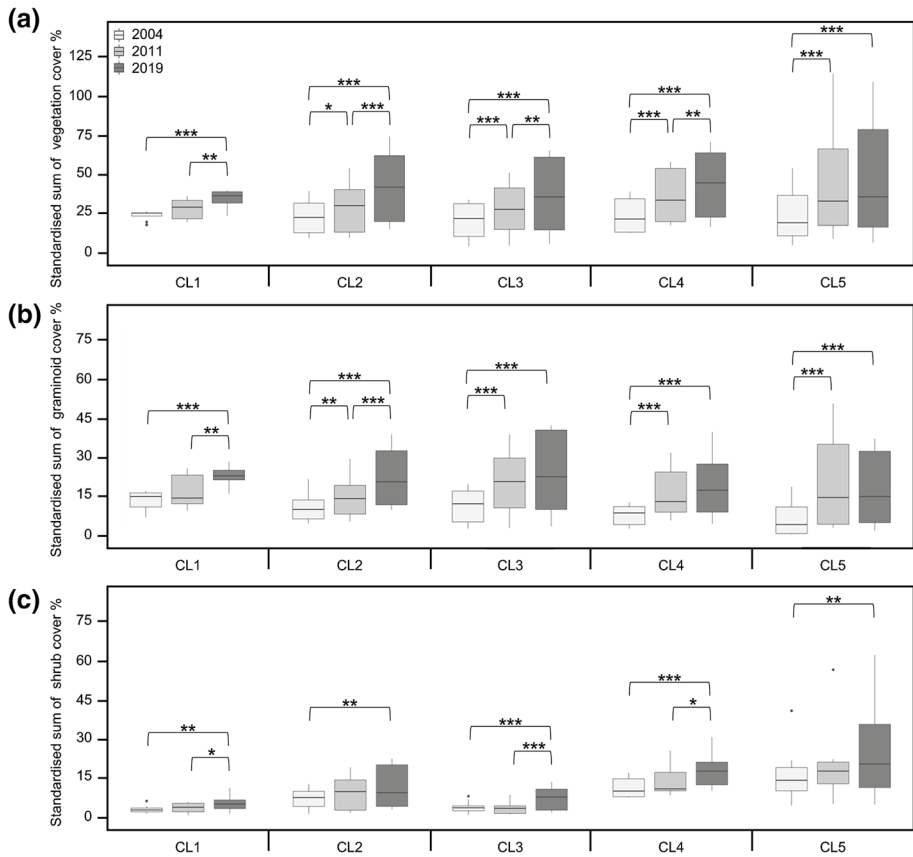 (a)
Standardised sum of vegetation cover %
125
100
75
50
25
0
2004
2011
2019
***
**
***
*
***
***
***
**
***
***
**
***
***
CL1
CL2
CL3
CL4
CL5
(b)
Standardised sum of graminoid cover %
75
60
45
30
15
0
***
**
***
**
***
***
***
***
***
***
***
CL1
CL2
CL3
CL4
CL5
(c)
Standardised sum of shrub cover %
75
60
45
30
15
0
**
*
**
***
***
***
*
**
CL1
CL2
CL3
CL4
CL5